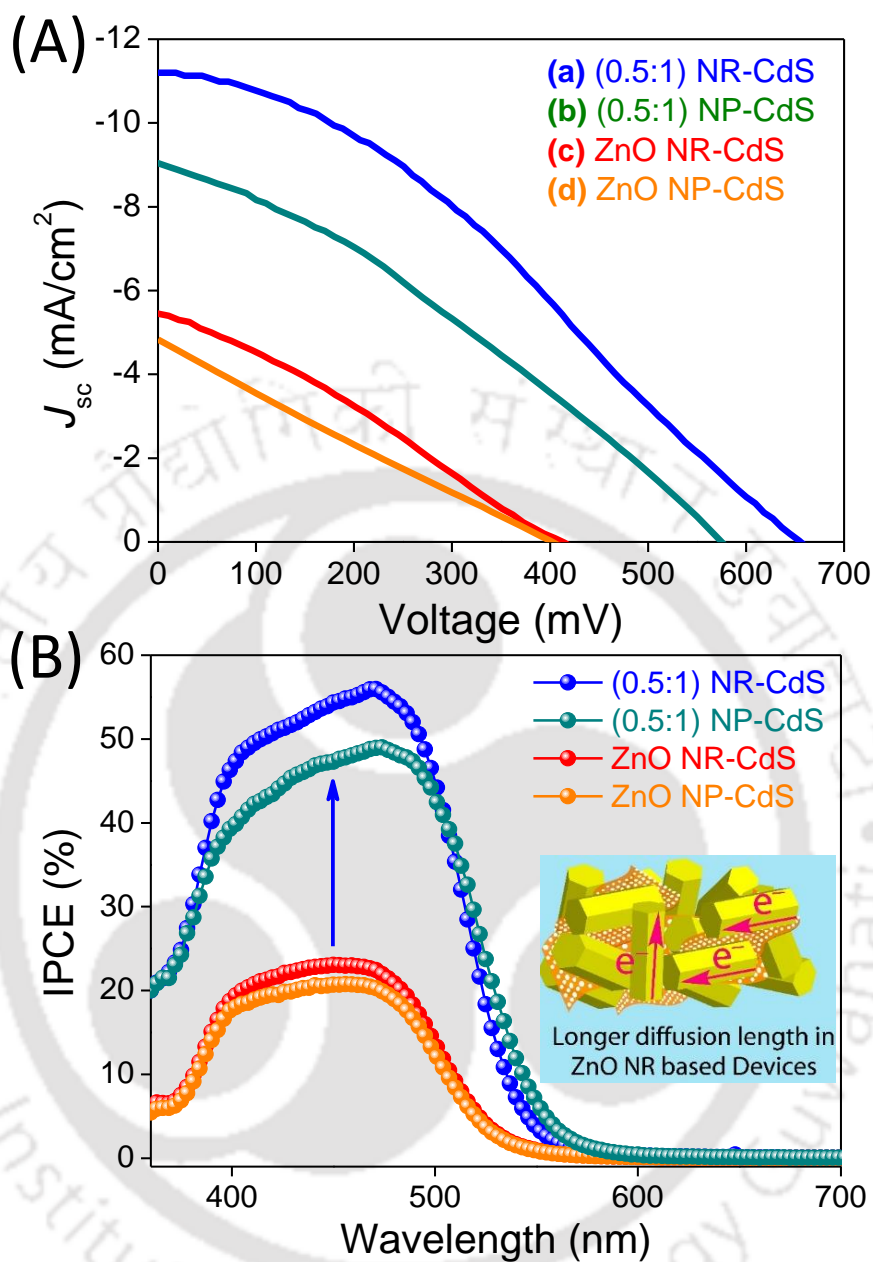 (A)
-12
-10
-8
-6
-4
-2
0
J_sc (mA/cm²)
(a) (0.5:1) NR-CdS
(b) (0.5:1) NP-CdS
(c) ZnO NR-CdS
(d) ZnO NP-CdS
0 100 200 300 400 500 600 700
Voltage (mV)
(B)
60
50
40
30
20
10
0
IPCE (%)
(0.5:1) NR-CdS
(0.5:1) NP-CdS
ZnO NR-CdS
ZnO NP-CdS
e⁻
e⁻
e⁻
Longer diffusion length in
ZnO NR based Devices
400 500 600 700
Wavelength (nm)